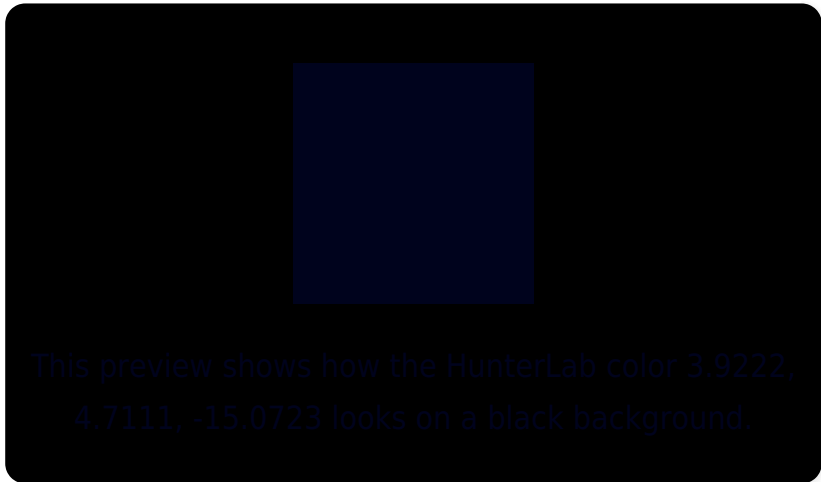 This preview shows how the HunterLab color 3.9222,
4.7111, -15.0723 looks on a black background.